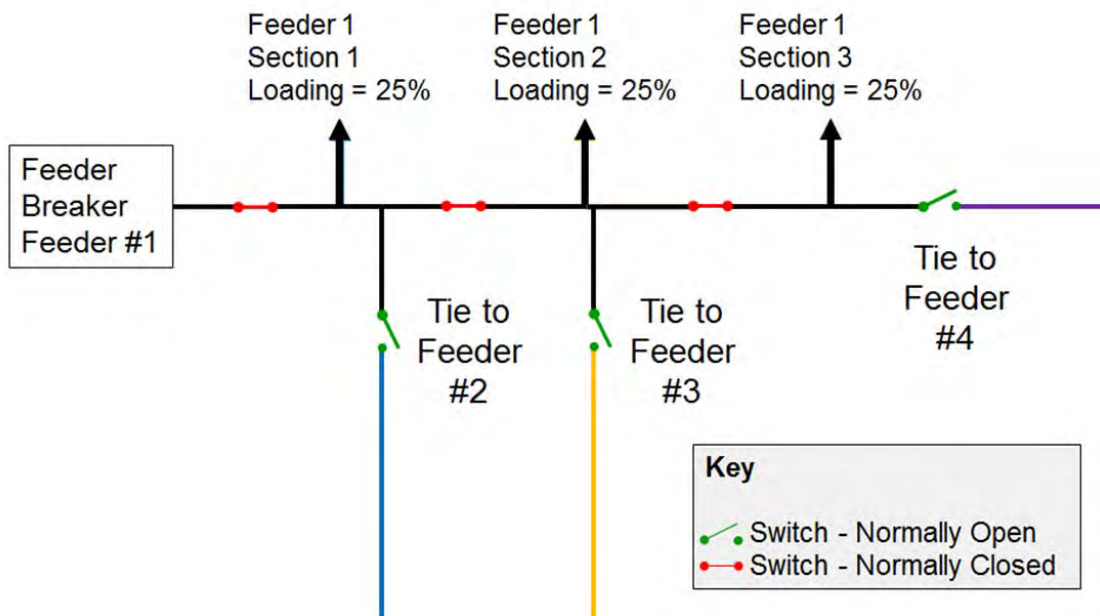 Feeder 1
Section 1
Loading = 25%
Feeder 1
Section 2
Loading = 25%
Feeder 1
Section 3
Loading = 25%
Feeder
Breaker
Feeder #1
Tie to
Feeder
#2
Tie to
Feeder
#3
Tie to
Feeder
#4
Key
Switch - Normally Open
Switch - Normally Closed